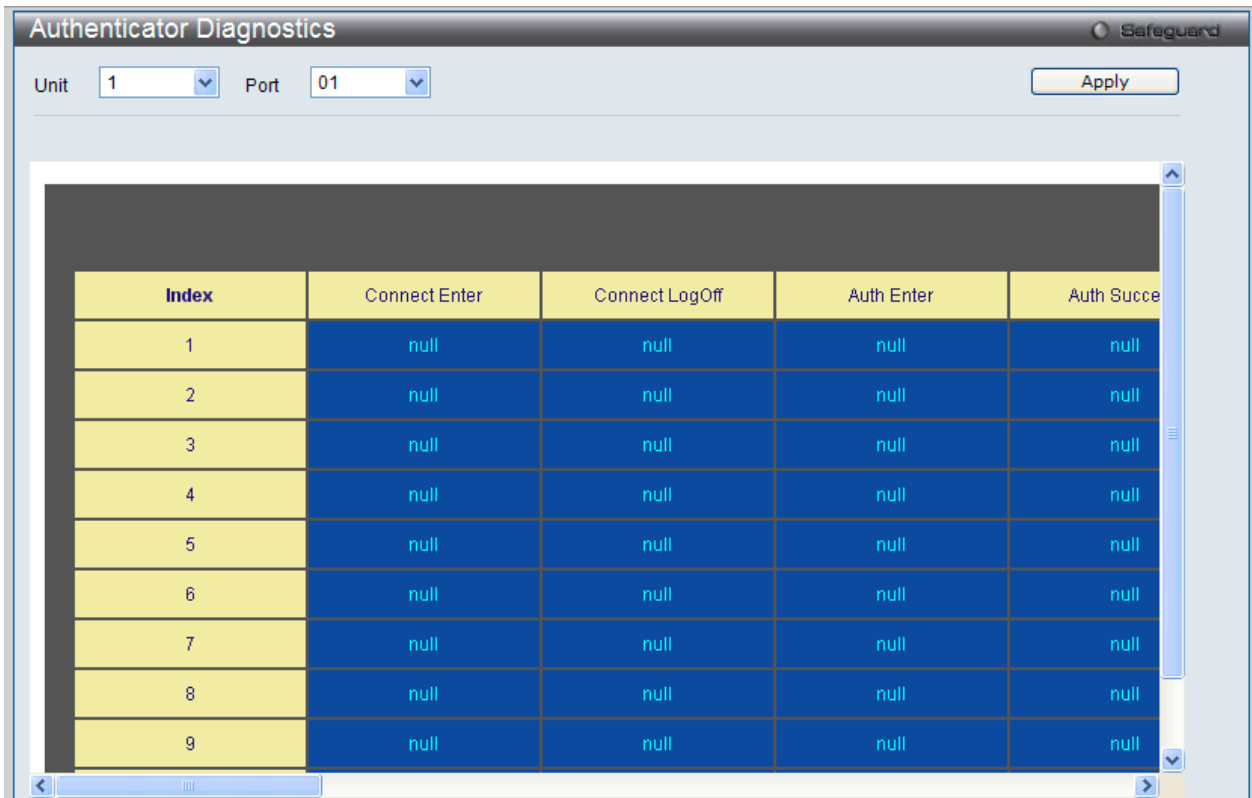 Authenticator Diagnostics Safeguard
Unit 1 Port 01 Apply
Index Connect Enter Connect LogOff Auth Enter Auth Succe
1 null null null null
2 null null null null
3 null null null null
4 null null null null
5 null null null null
6 null null null null
7 null null null null
8 null null null null
9 null null null null